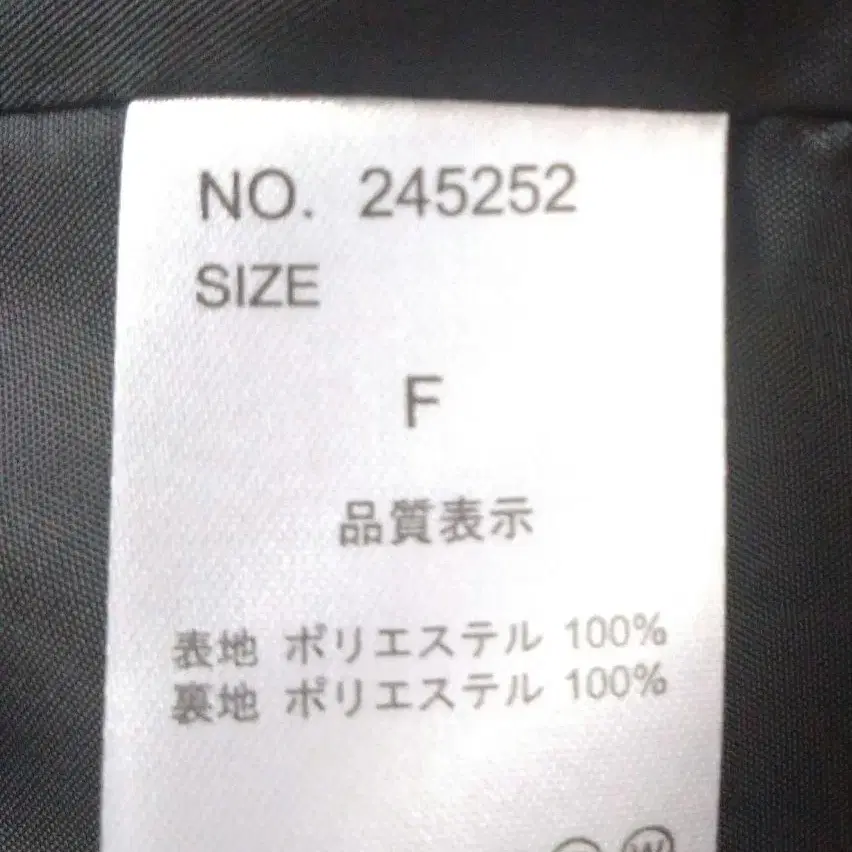 NO. 245252
SIZE
F
品質表示
表地 ポリエステル 100%
裏地 ポリエステル 100%